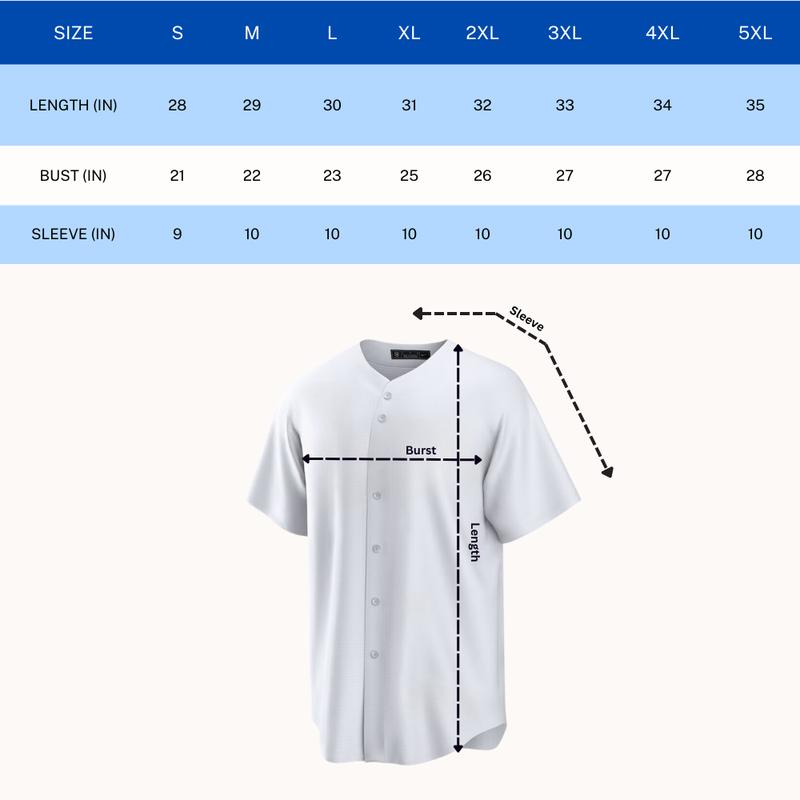 SIZE S M L XL 2XL 3XL 4XL 5XL
LENGTH (IN) 28 29 30 31 32 33 34 35
BUST (IN) 21 22 23 25 26 27 27 28
SLEEVE (IN) 9 10 10 10 10 10 10 10
Sleeve
Burst
Length